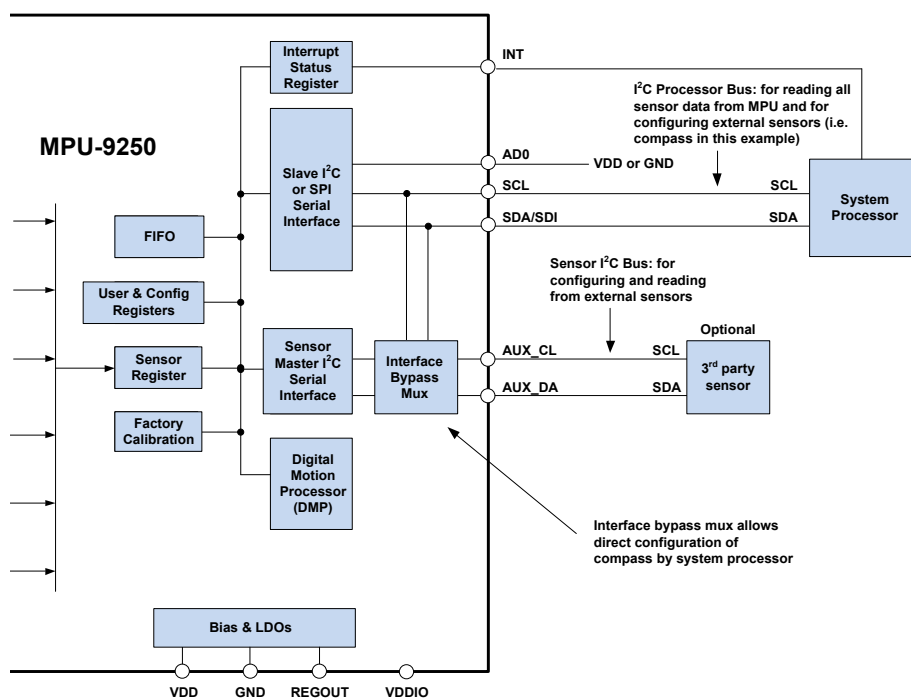 Interrupt
Status
Register
INT
I²C Processor Bus: for reading all
sensor data from MPU and for
configuring external sensors (i.e.
compass in this example)
MPU-9250
Slave I²C
or SPI
Serial
Interface
AD0
VDD or GND
SCL
SCL
SDA/SDI
SDA
System
Processor
FIFO
User & Config
Registers
Sensor I²C Bus: for
configuring and reading
from external sensors
Sensor
Register
Sensor
Master I²C
Serial
Interface
Interface
Bypass
Mux
AUX_CL
SCL
AUX_DA
SDA
Optional
3rd party
sensor
Factory
Calibration
Digital
Motion
Processor
(DMP)
Interface bypass mux allows
direct configuration of
compass by system processor
Bias & LDOs
VDD
GND
REGOUT
VDDIO